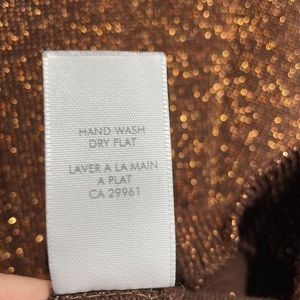 HAND WASH
DRY FLAT
LAVER A LA MAIN
A PLAT
CA 29961